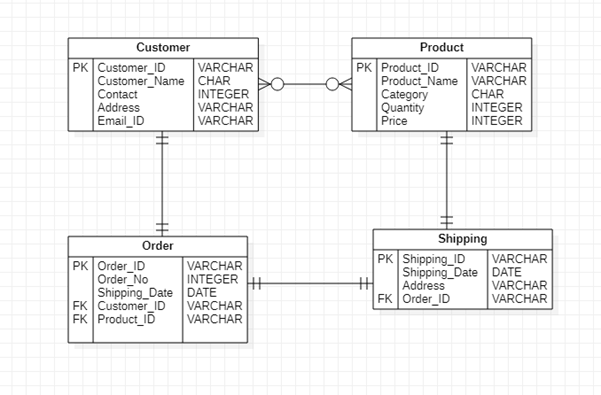 Customer
PK Customer_ID VARCHAR
Customer_Name CHAR
Contact INTEGER
Address VARCHAR
Email_ID VARCHAR
Product
PK Product_ID VARCHAR
Product_Name VARCHAR
Category CHAR
Quantity INTEGER
Price INTEGER
Order
PK Order_ID VARCHAR
Order_No INTEGER
Shipping_Date DATE
FK Customer_ID VARCHAR
FK Product_ID VARCHAR
Shipping
PK Shipping_ID VARCHAR
Shipping_Date DATE
Address VARCHAR
FK Order_ID VARCHAR